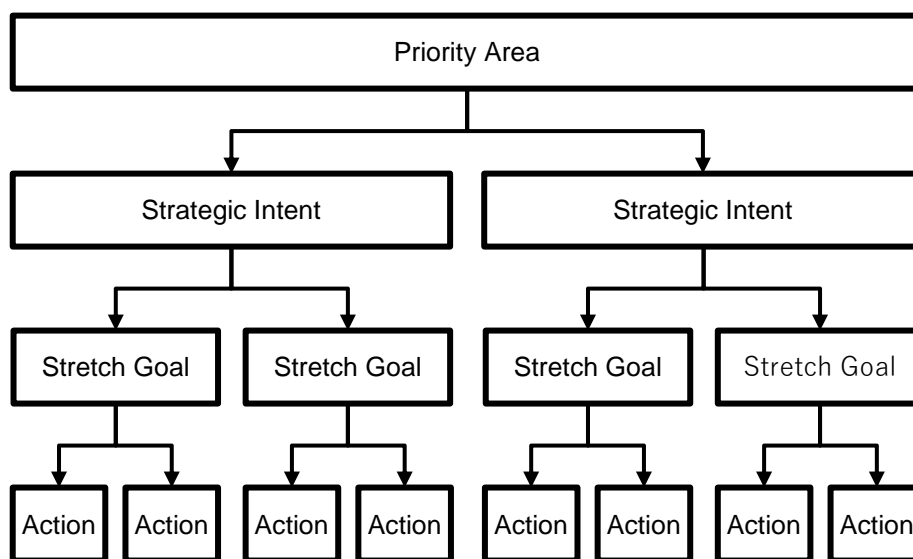 Priority Area
Strategic Intent
Strategic Intent
Stretch Goal
Stretch Goal
Stretch Goal
Stretch Goal
Action
Action
Action
Action
Action
Action
Action
Action